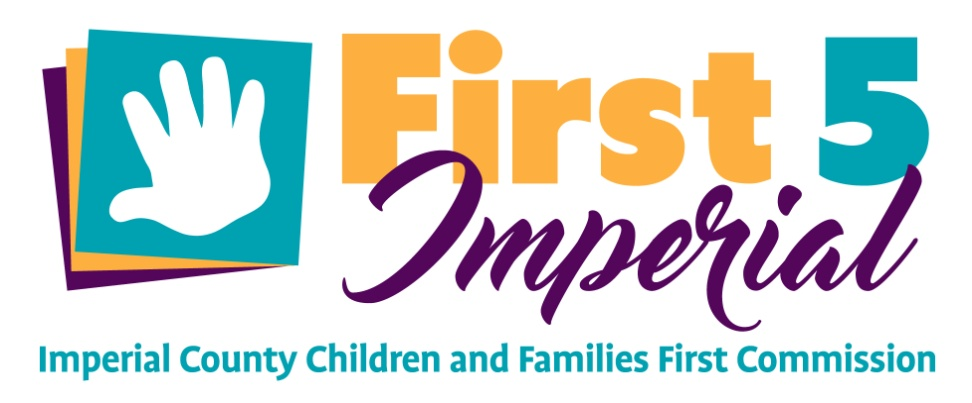 First 5
Imperial
Imperial County Children and Families First Commission